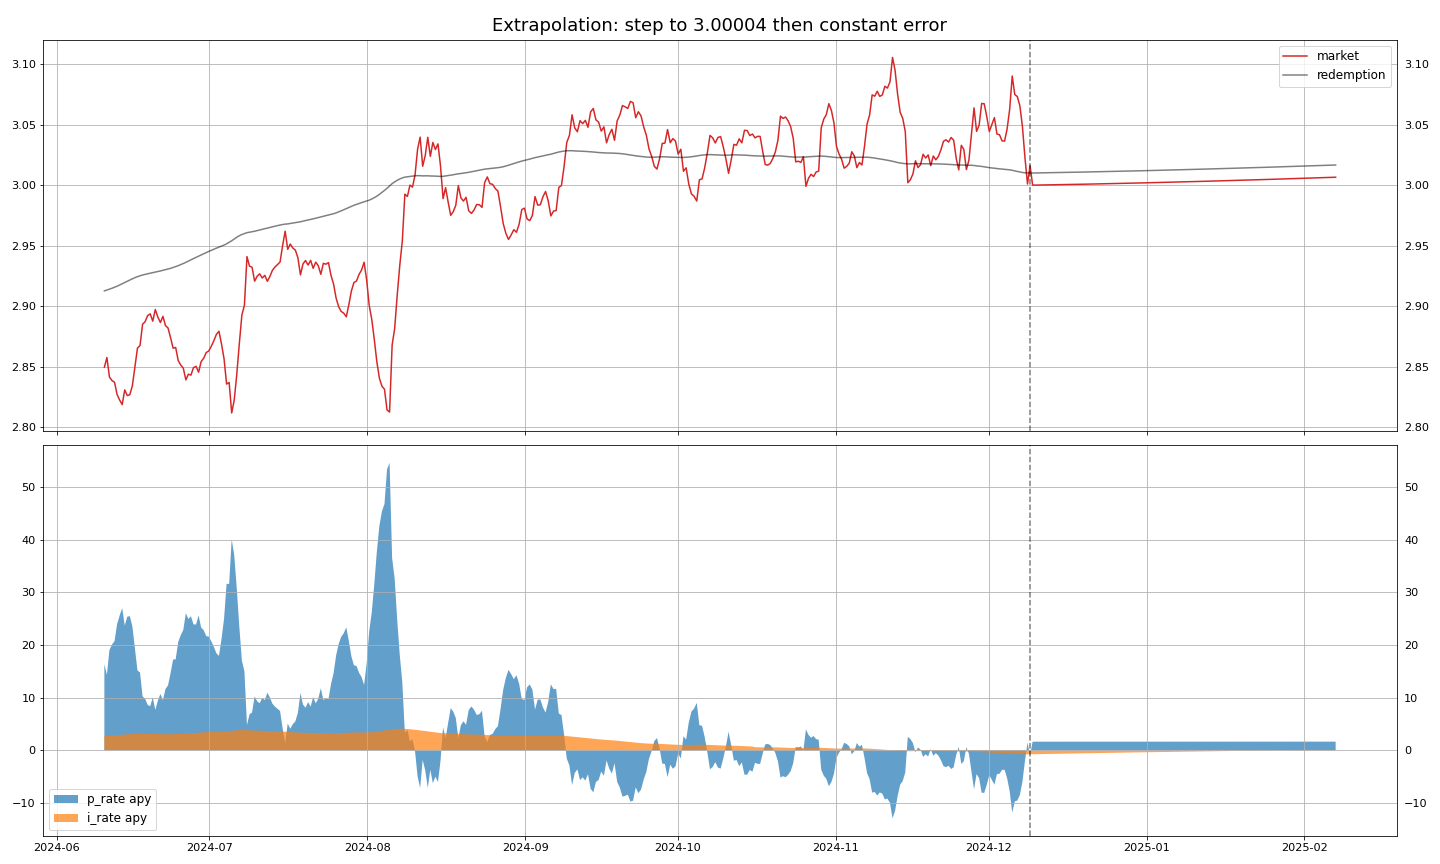 Extrapolation: step to 3.00004 then constant error
3.10 3.10
market
redemption
3.05 3.05
3.00 3.00
2.95 2.95
2.90 2.90
2.85 2.85
2.80 2.80
50 50
40 40
30 30
20 20
10 10
0 0
−10 −10
p_rate apy
i_rate apy
2024-06 2024-07 2024-08 2024-09 2024-10 2024-11 2024-12 2025-01 2025-02